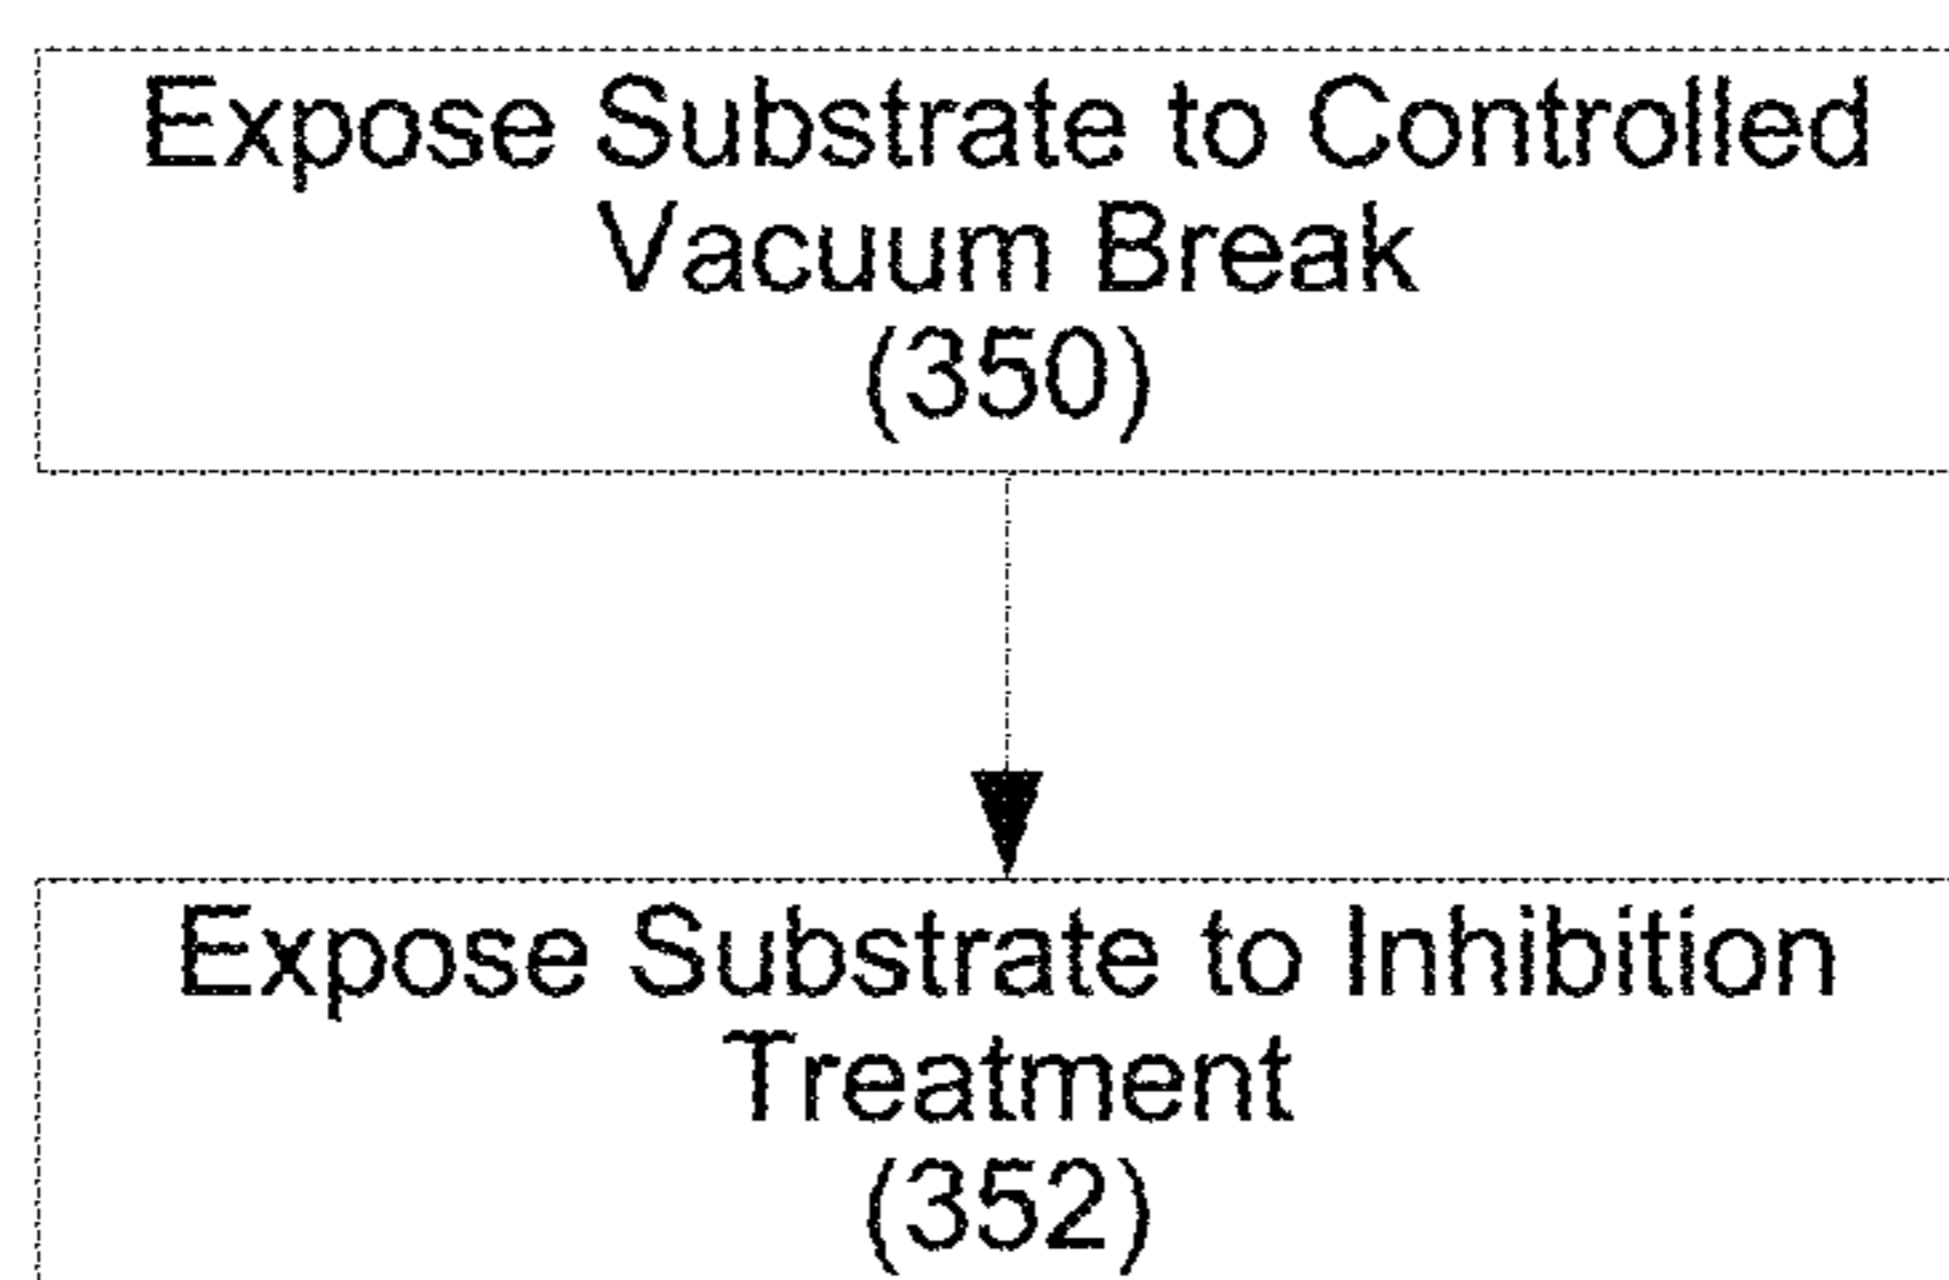 Expose Substrate to Controlled
Vacuum Break
(350)
Expose Substrate to Inhibition
Treatment
(352)